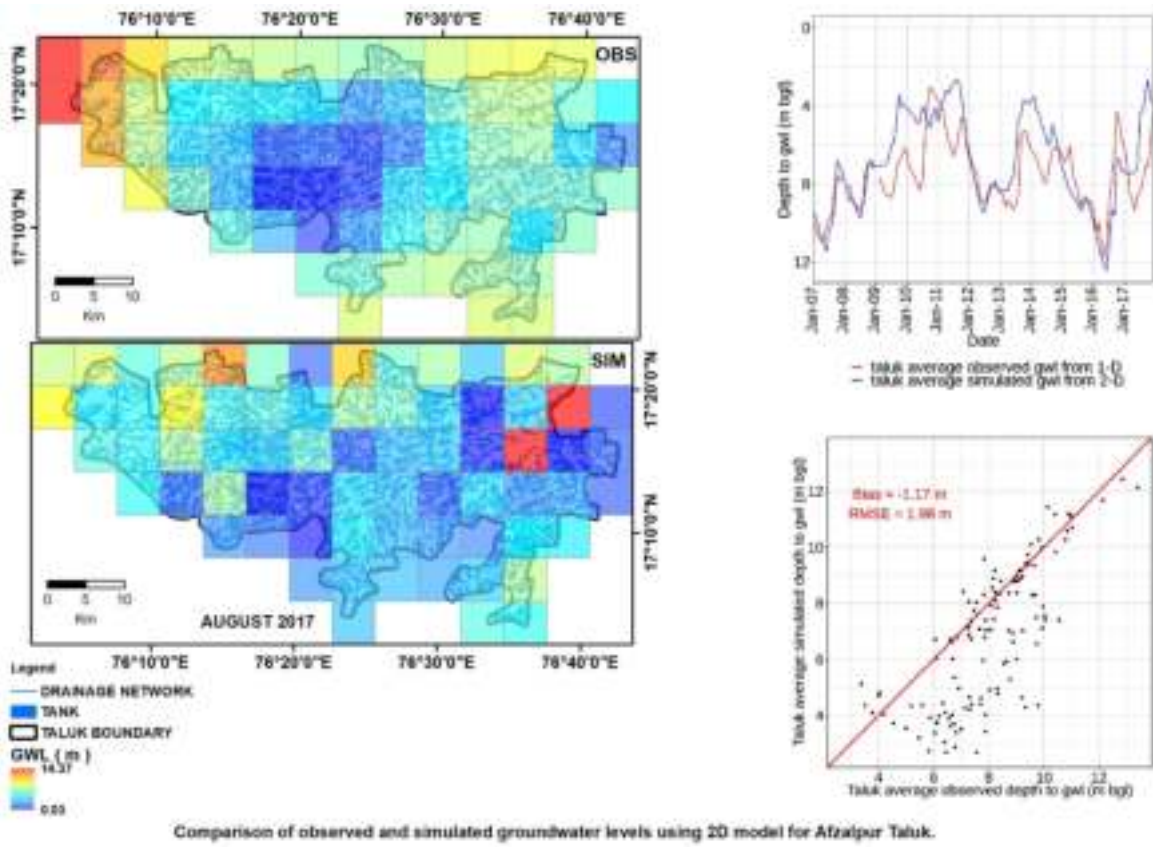 76°10'0"E 76°20'0"E 76°30'0"E 76°40'0"E
OBS
17°20'0"N
17°10'0"N
0 5 10
Km
SIM
17°20'0"N
17°10'0"N
0 5 10
Km
AUGUST 2017
76°10'0"E 76°20'0"E 76°30'0"E 76°40'0"E
Legend
DRAINAGE NETWORK
TANK
TALUK BOUNDARY
GWL ( m )
14.37
0.03
Depth to gwl (m bgl)
0
4
8
12
Jan-07 Jan-08 Jan-09 Jan-10 Jan-11 Jan-12 Jan-13 Jan-14 Jan-15 Jan-16 Jan-17
Date
taluk average observed gwl from 1-D
taluk average simulated gwl from 2-D
Taluk average simulated depth to gwl (m bgl)
Bias = -1.17 m
RMSE = 1.98 m
12
10
8
6
4
4 6 8 10 12
Taluk average observed depth to gwl (m bgl)
Comparison of observed and simulated groundwater levels using 2D model for Afzalpur Taluk.